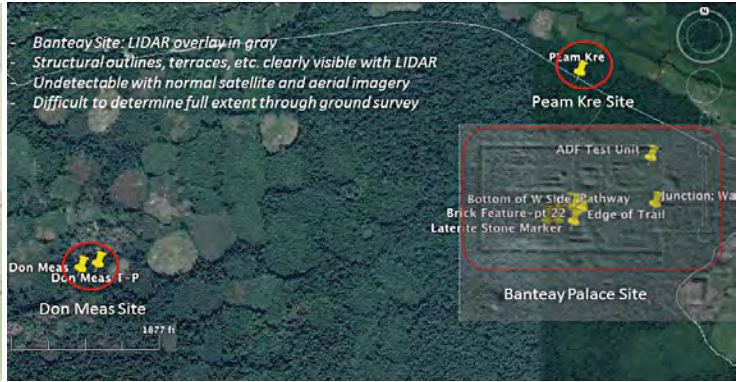 - Banteay Site: LIDAR overlay in gray
- Structural outlines, terraces, etc. clearly visible with LIDAR
- Undetectable with normal satellite and aerial imagery
- Difficult to determine full extent through ground survey
N
Peam Kre
Peam Kre Site
ADF Test Unit
Bottom of W Side Pathway
Junction: Wa
Brick Feature-pt 22
Edge of Trail
Laterite Stone Marker
Don Meas
Don Meas T-P
Banteay Palace Site
Don Meas Site
1877 ft